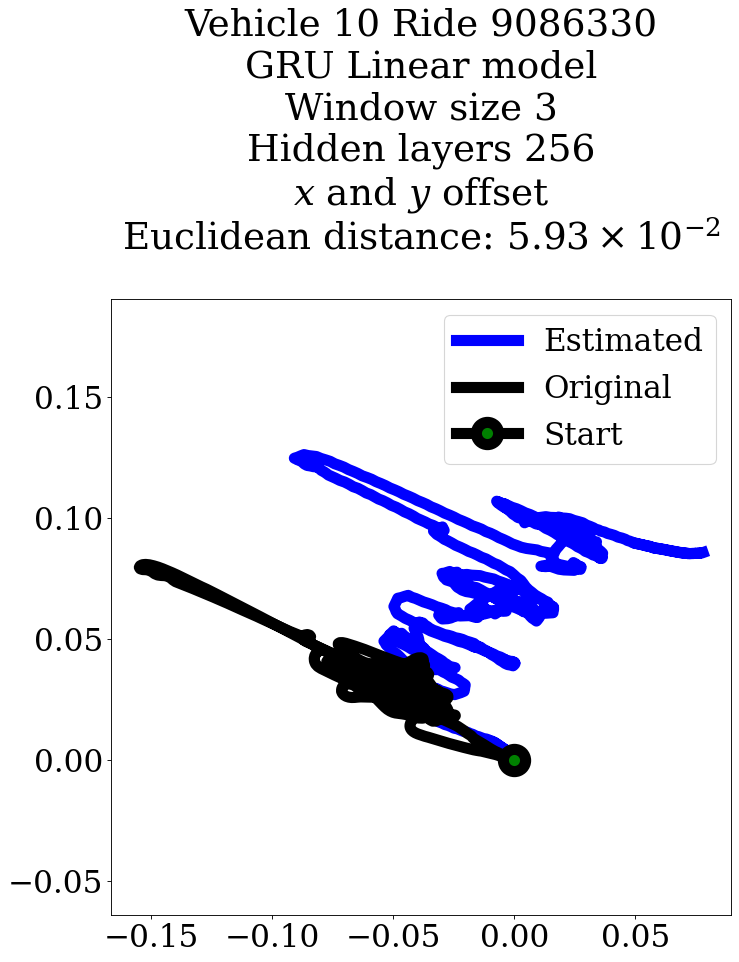 Vehicle 10 Ride 9086330
GRU Linear model
Window size 3
Hidden layers 256
x and y offset
Euclidean distance: 5.93 × 10⁻²
Estimated
Original
Start
0.15
0.10
0.05
0.00
−0.05
−0.15
−0.10
−0.05
0.00
0.05